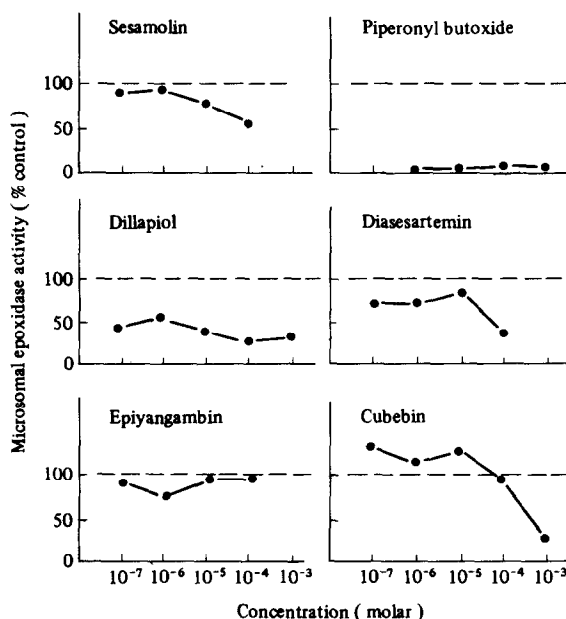 Sesamolin
Piperonyl butoxide
100
50
0
Dillapiol
Diasesartemin
100
50
0
Epiyangambin
Cubebin
100
50
0
10⁻⁷ 10⁻⁶ 10⁻⁵ 10⁻⁴ 10⁻³
10⁻⁷ 10⁻⁶ 10⁻⁵ 10⁻⁴ 10⁻³
Microsomal epoxidase activity ( % control )
Concentration ( molar )